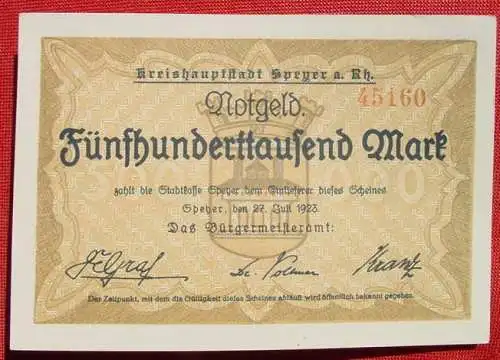 Kreishauptstadt Speyer a. Rh.
Notgeld.
45160
Fünfhunderttausend Mark
zahlt die Stadtkasse Speyer dem Einlieferer dieses Scheines
Speyer, den 27. Juli 1923.
Das Bürgermeisteramt:
Der Zeitpunkt, mit dem die Gültigkeit dieses Scheines abläuft wird öffentlich bekannt gegeben.